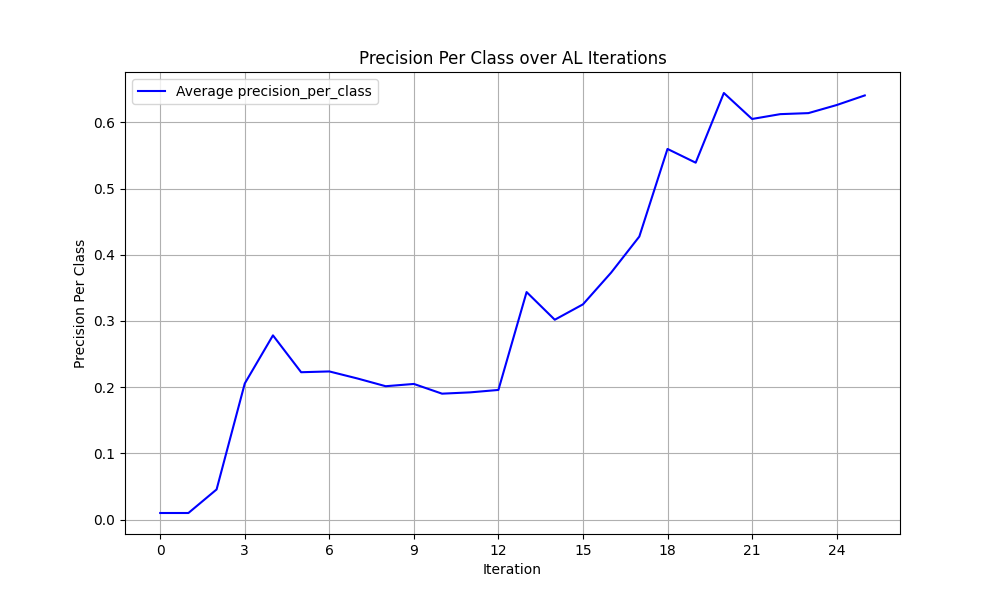 Precision Per Class over AL Iterations
Average precision_per_class
Precision Per Class
0.6
0.5
0.4
0.3
0.2
0.1
0.0
0 3 6 9 12 15 18 21 24
Iteration